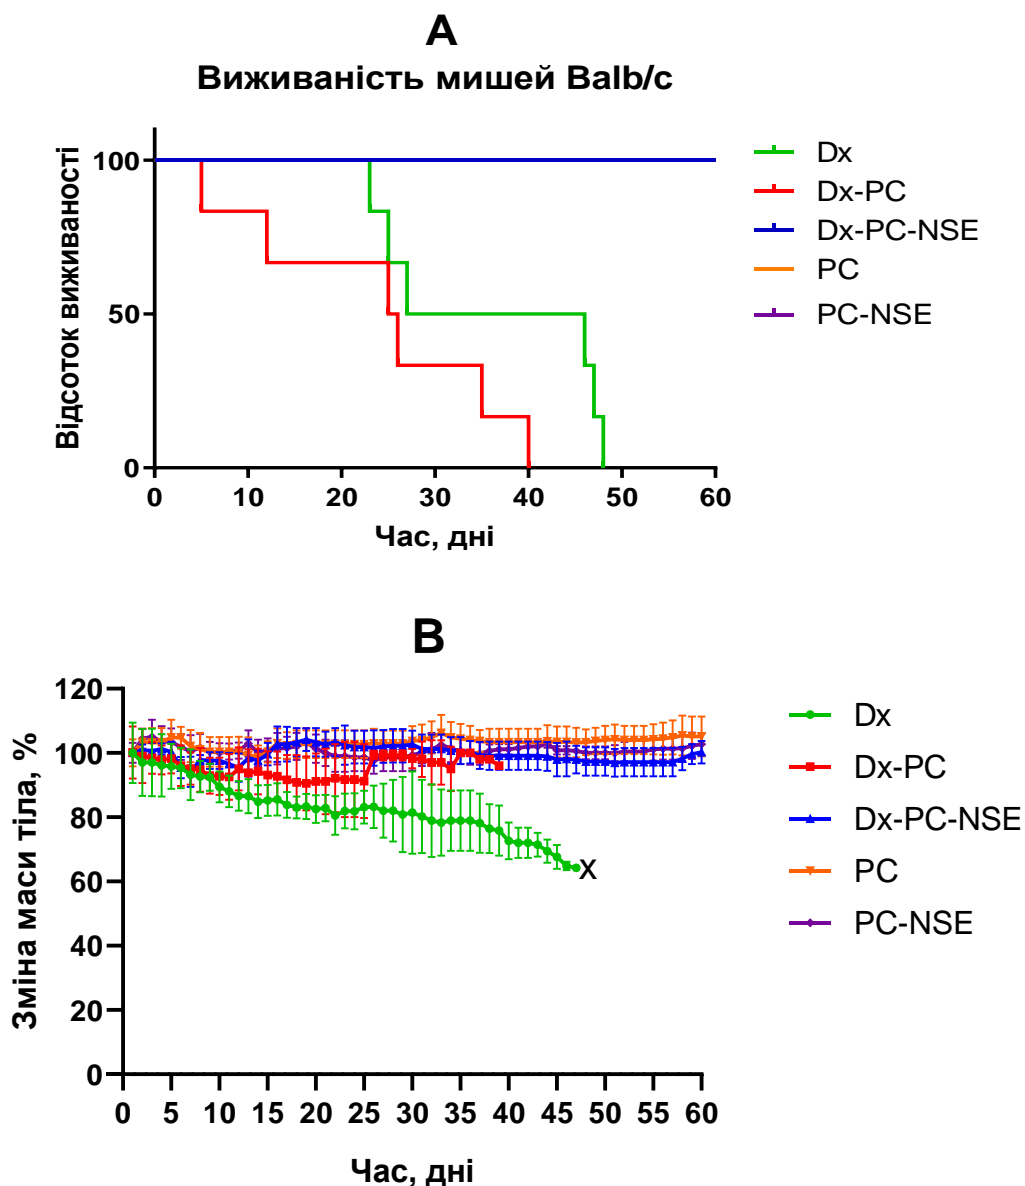 A
Виживаність мишей Balb/c
Відсоток виживаності
100
50
0
0 10 20 30 40 50 60
Час, дні
Dx
Dx-PC
Dx-PC-NSE
PC
PC-NSE
B
Зміна маси тіла, %
120
100
80
60
40
20
0
0 5 10 15 20 25 30 35 40 45 50 55 60
Час, дні
x
Dx
Dx-PC
Dx-PC-NSE
PC
PC-NSE